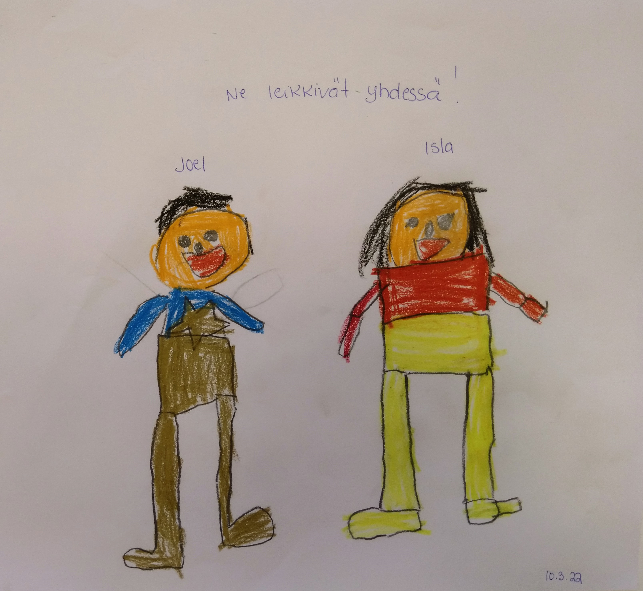 Ne leikkivät yhdessä!
Joel
Isla
10.3.22